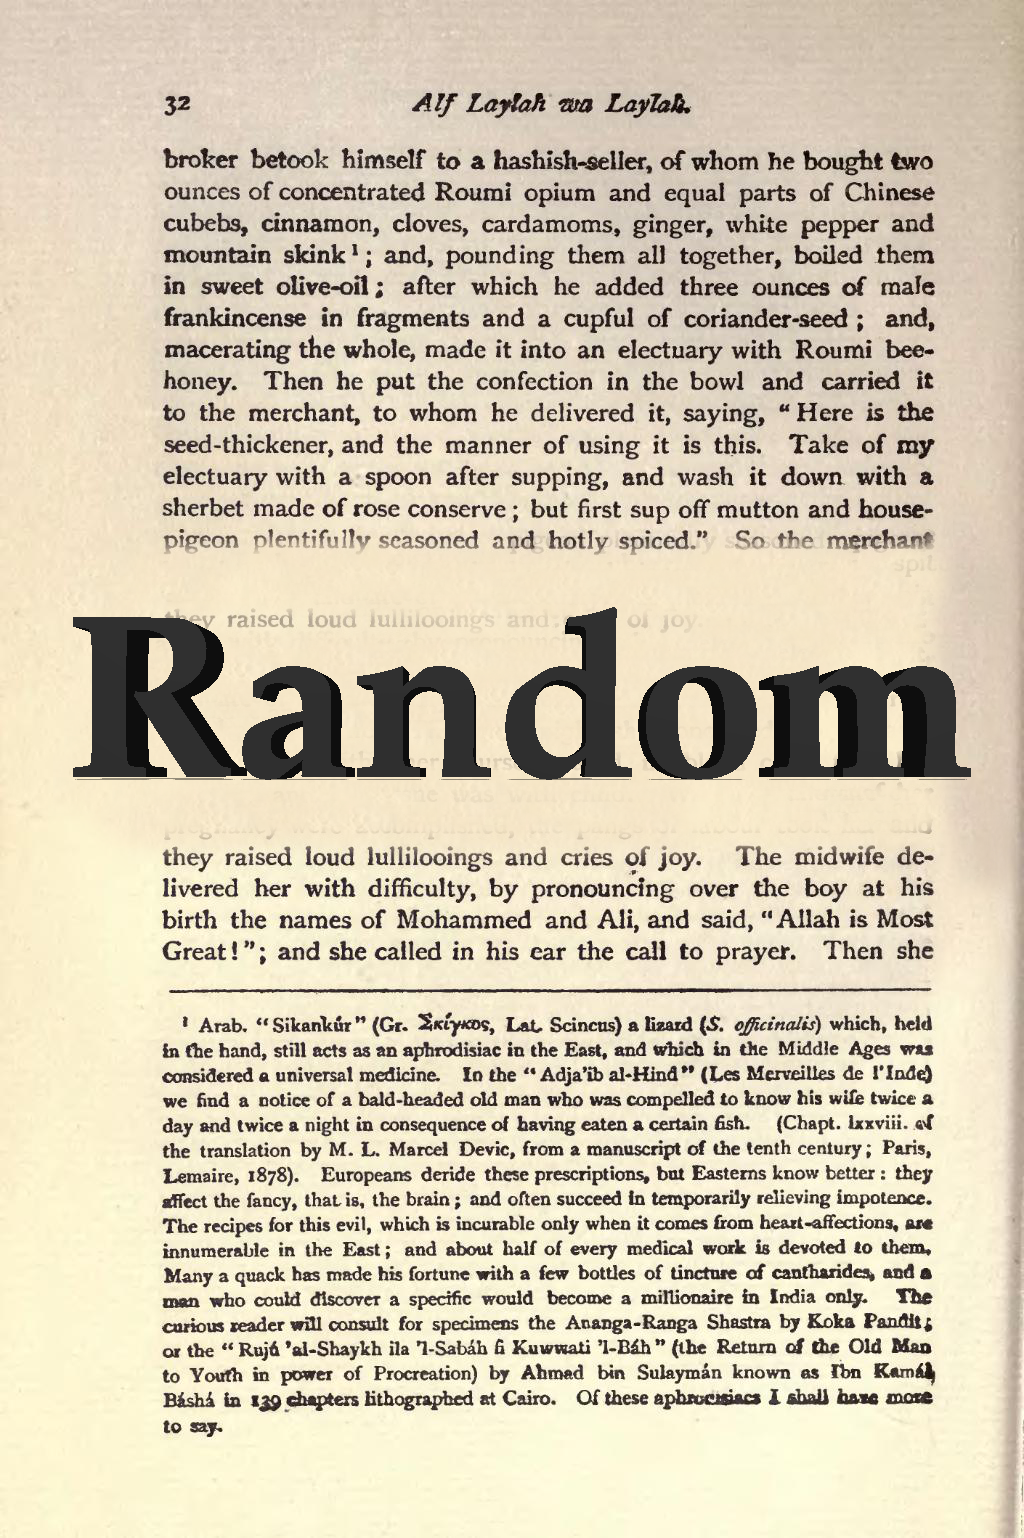 32 Alf Laylah wa Laylah.
broker betook himself to a hashish-seller, of whom he bought two
ounces of concentrated Roumi opium and equal parts of Chinese
cubebs, cinnamon, cloves, cardamoms, ginger, white pepper and
mountain skink¹; and, pounding them all together, boiled them
in sweet olive-oil; after which he added three ounces of male
frankincense in fragments and a cupful of coriander-seed; and,
macerating the whole, made it into an electuary with Roumi bee-
honey. Then he put the confection in the bowl and carried it
to the merchant, to whom he delivered it, saying, “Here is the
seed-thickener, and the manner of using it is this. Take of my
electuary with a spoon after supping, and wash it down with a
sherbet made of rose conserve; but first sup off mutton and house-
pigeon plentifully seasoned and hotly spiced.” So the merchant
they raised loud lullilooings and of joy
Random
they raised loud lullilooings and cries of joy. The midwife de-
livered her with difficulty, by pronouncing over the boy at his
birth the names of Mohammed and Ali, and said, “Allah is Most
Great!”; and she called in his ear the call to prayer. Then she
¹ Arab. “Sikankúr” (Gr. Σκίγκος, Lat. Scincus) a lizard (S. officinalis) which, held
in the hand, still acts as an aphrodisiac in the East, and which in the Middle Ages was
considered a universal medicine. In the “Adja’ib al-Hind” (Les Merveilles de l’Inde)
we find a notice of a bald-headed old man who was compelled to know his wife twice a
day and twice a night in consequence of having eaten a certain fish. (Chapt. lxxviii. of
the translation by M. L. Marcel Devic, from a manuscript of the tenth century; Paris,
Lemaire, 1878). Europeans deride these prescriptions, but Easterns know better: they
affect the fancy, that is, the brain; and often succeed in temporarily relieving impotence.
The recipes for this evil, which is incurable only when it comes from heart-affections, are
innumerable in the East; and about half of every medical work is devoted to them.
Many a quack has made his fortune with a few bottles of tincture of cantharides, and a
man who could discover a specific would become a millionaire in India only. The
curious reader will consult for specimens the Ananga-Ranga Shastra by Koka Pandit;
or the “Rujú ’al-Shaykh ila ’l-Sabáh fi Kuwwati ’l-Báh” (the Return of the Old Man
to Youth in power of Procreation) by Ahmad bin Sulaymán known as Ibn Kamál
Báshá in 139 chapters lithographed at Cairo. Of these aphrodisiacs I shall have more
to say.